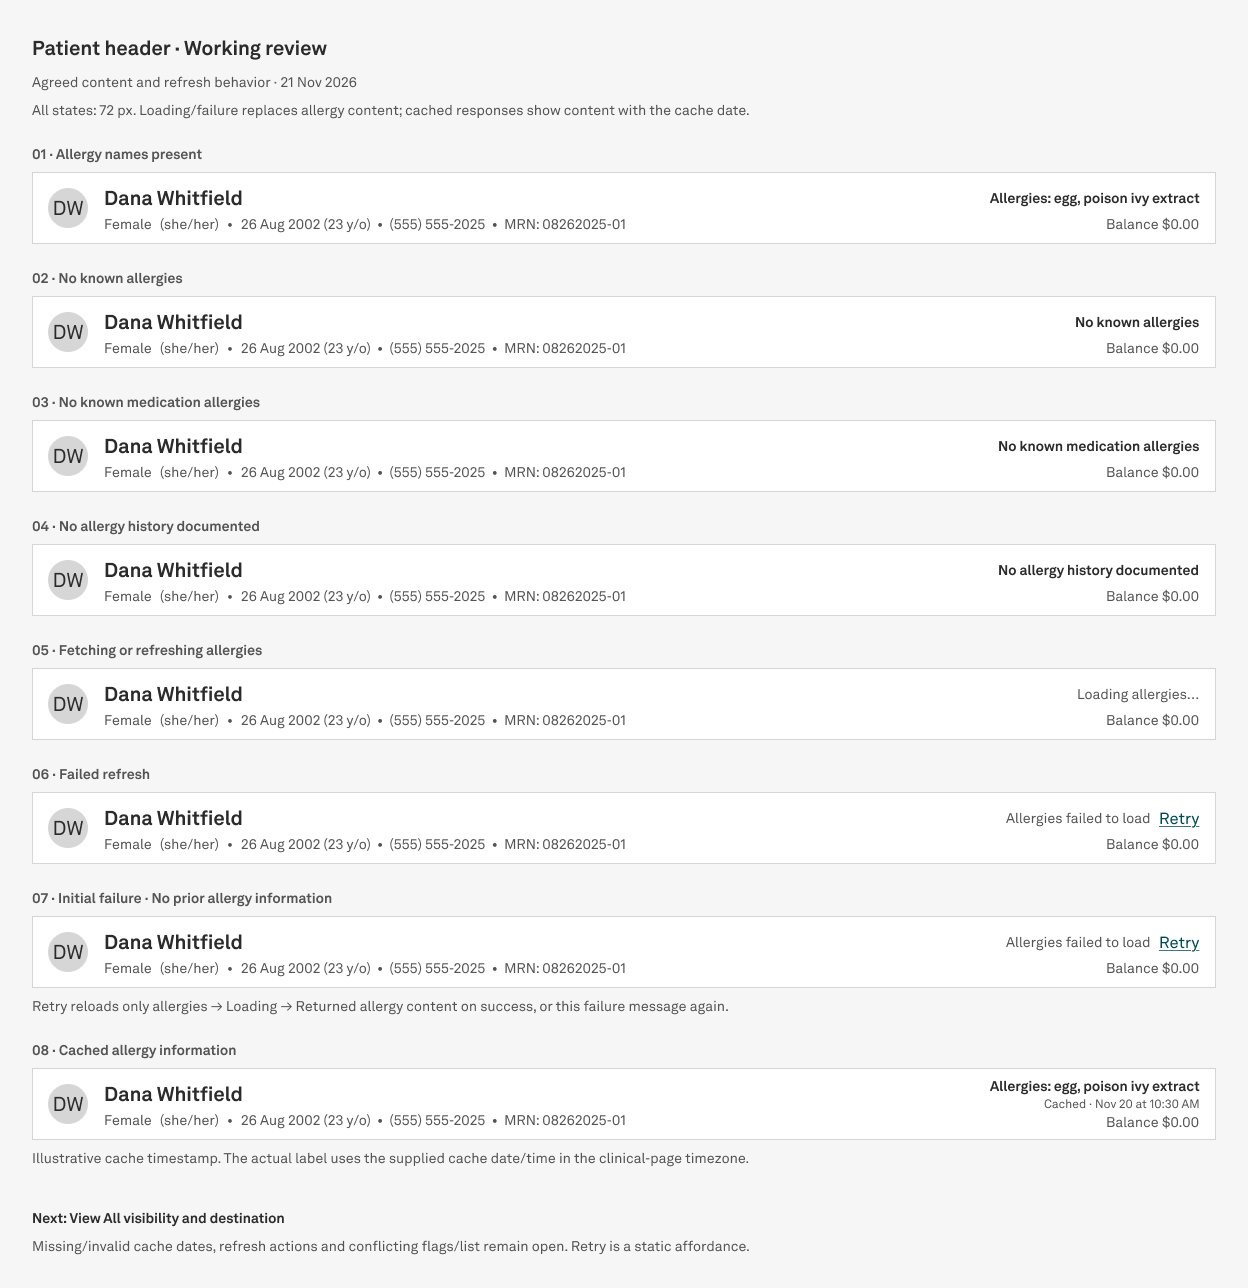 Patient header · Working review
Agreed content and refresh behavior · 21 Nov 2026
All states: 72 px. Loading/failure replaces allergy content; cached responses show content with the cache date.
01 · Allergy names present
DW
Dana Whitfield
Female (she/her) • 26 Aug 2002 (23 y/o) • (555) 555-2025 • MRN: 08262025-01
Allergies: egg, poison ivy extract
Balance $0.00
02 · No known allergies
DW
Dana Whitfield
Female (she/her) • 26 Aug 2002 (23 y/o) • (555) 555-2025 • MRN: 08262025-01
No known allergies
Balance $0.00
03 · No known medication allergies
DW
Dana Whitfield
Female (she/her) • 26 Aug 2002 (23 y/o) • (555) 555-2025 • MRN: 08262025-01
No known medication allergies
Balance $0.00
04 · No allergy history documented
DW
Dana Whitfield
Female (she/her) • 26 Aug 2002 (23 y/o) • (555) 555-2025 • MRN: 08262025-01
No allergy history documented
Balance $0.00
05 · Fetching or refreshing allergies
DW
Dana Whitfield
Female (she/her) • 26 Aug 2002 (23 y/o) • (555) 555-2025 • MRN: 08262025-01
Loading allergies...
Balance $0.00
06 · Failed refresh
DW
Dana Whitfield
Female (she/her) • 26 Aug 2002 (23 y/o) • (555) 555-2025 • MRN: 08262025-01
Allergies failed to load Retry
Balance $0.00
07 · Initial failure · No prior allergy information
DW
Dana Whitfield
Female (she/her) • 26 Aug 2002 (23 y/o) • (555) 555-2025 • MRN: 08262025-01
Allergies failed to load Retry
Balance $0.00
Retry reloads only allergies → Loading → Returned allergy content on success, or this failure message again.
08 · Cached allergy information
DW
Dana Whitfield
Female (she/her) • 26 Aug 2002 (23 y/o) • (555) 555-2025 • MRN: 08262025-01
Allergies: egg, poison ivy extract
Cached · Nov 20 at 10:30 AM
Balance $0.00
Illustrative cache timestamp. The actual label uses the supplied cache date/time in the clinical-page timezone.
Next: View All visibility and destination
Missing/invalid cache dates, refresh actions and conflicting flags/list remain open. Retry is a static affordance.